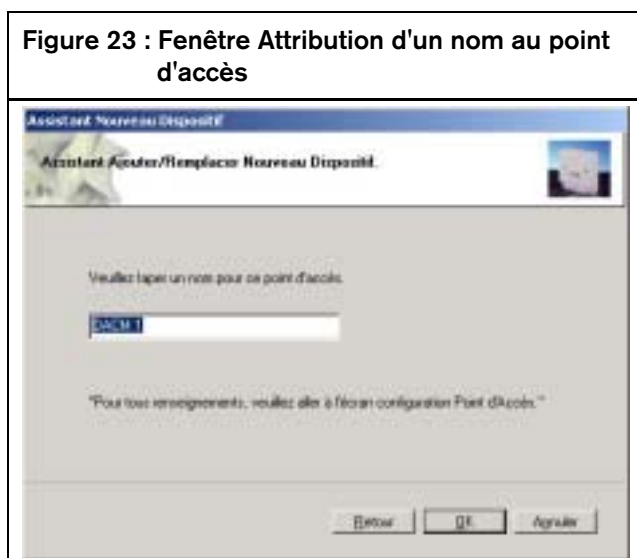 Figure 23 : Fenêtre Attribution d'un nom au point
d'accès
Assistant Nouveau Dispositif
Assistant Ajouter/Remplacer Nouveau Dispositif.
Veuillez taper un nom pour ce point d'accès.
DACM 1
"Pour tous renseignements, veuillez aller à l'écran configuration Point d'Accès."
Retour
OK
Annuler